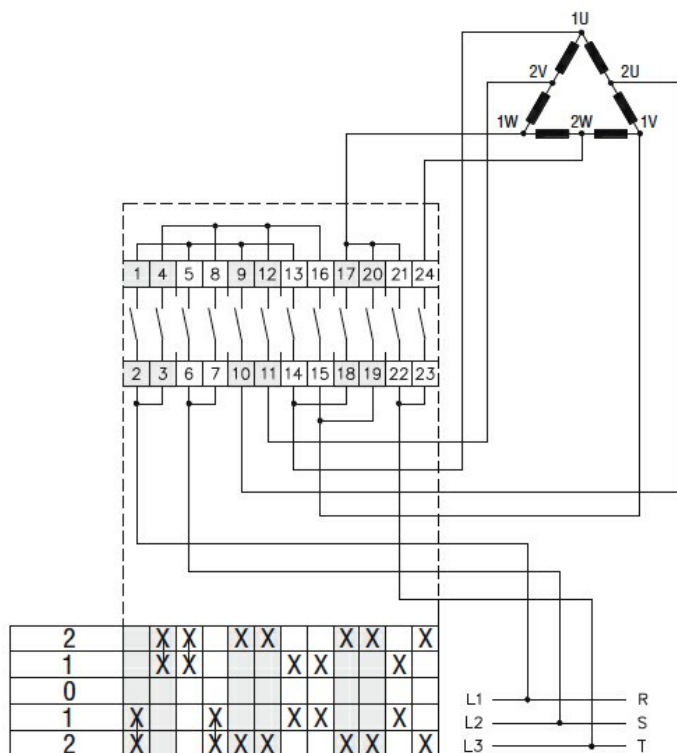 1U
2V 2U
1W 2W 1V
1 4 5 8 9 12 13 16 17 20 21 24
2 3 6 7 10 11 14 15 18 19 22 23
2 X X X X X X X
1 X X X X X
0
1 X X X X X
2 X X X X X X X
L1 R
L2 S
L3 T